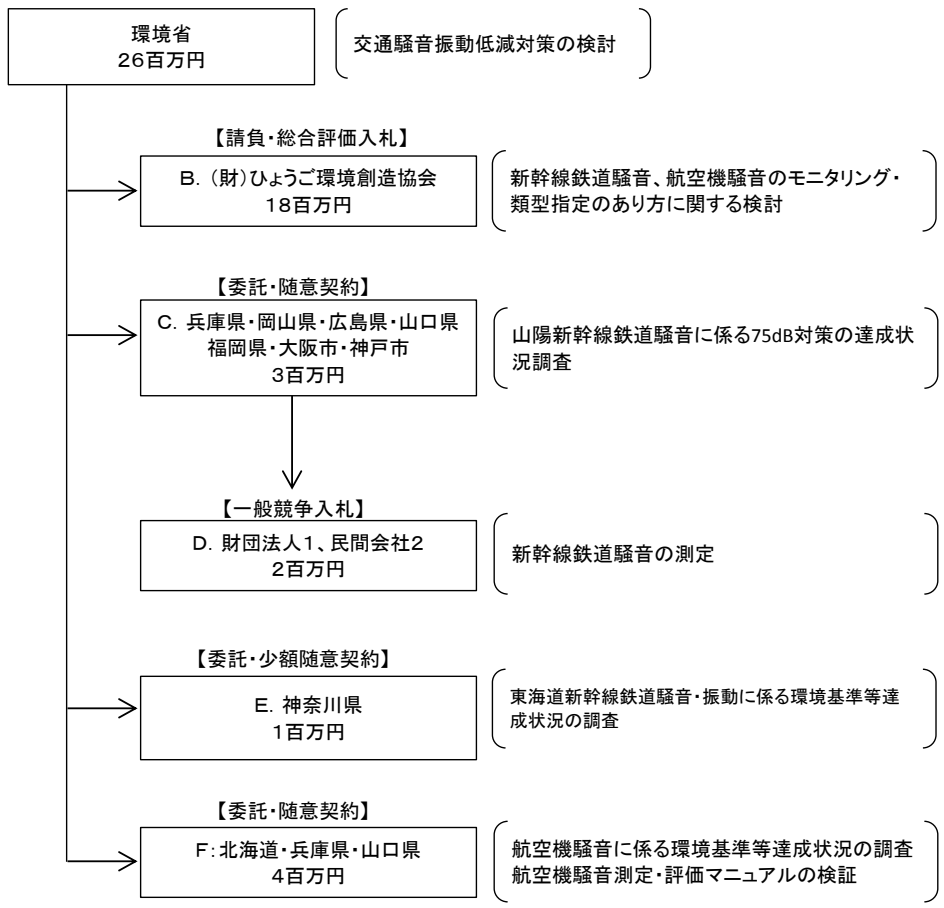 環境省
26百万円
交通騒音振動低減対策の検討
【請負・総合評価入札】
B. (財)ひょうご環境創造協会
18百万円
新幹線鉄道騒音、航空機騒音のモニタリング・
類型指定のあり方に関する検討
【委託・随意契約】
C. 兵庫県・岡山県・広島県・山口県
福岡県・大阪市・神戸市
3百万円
山陽新幹線鉄道騒音に係る75dB対策の達成状
況調査
【一般競争入札】
D. 財団法人1、民間会社2
2百万円
新幹線鉄道騒音の測定
【委託・少額随意契約】
E. 神奈川県
1百万円
東海道新幹線鉄道騒音・振動に係る環境基準等達
成状況の調査
【委託・随意契約】
F:北海道・兵庫県・山口県
4百万円
航空機騒音に係る環境基準等達成状況の調査
航空機騒音測定・評価マニュアルの検証